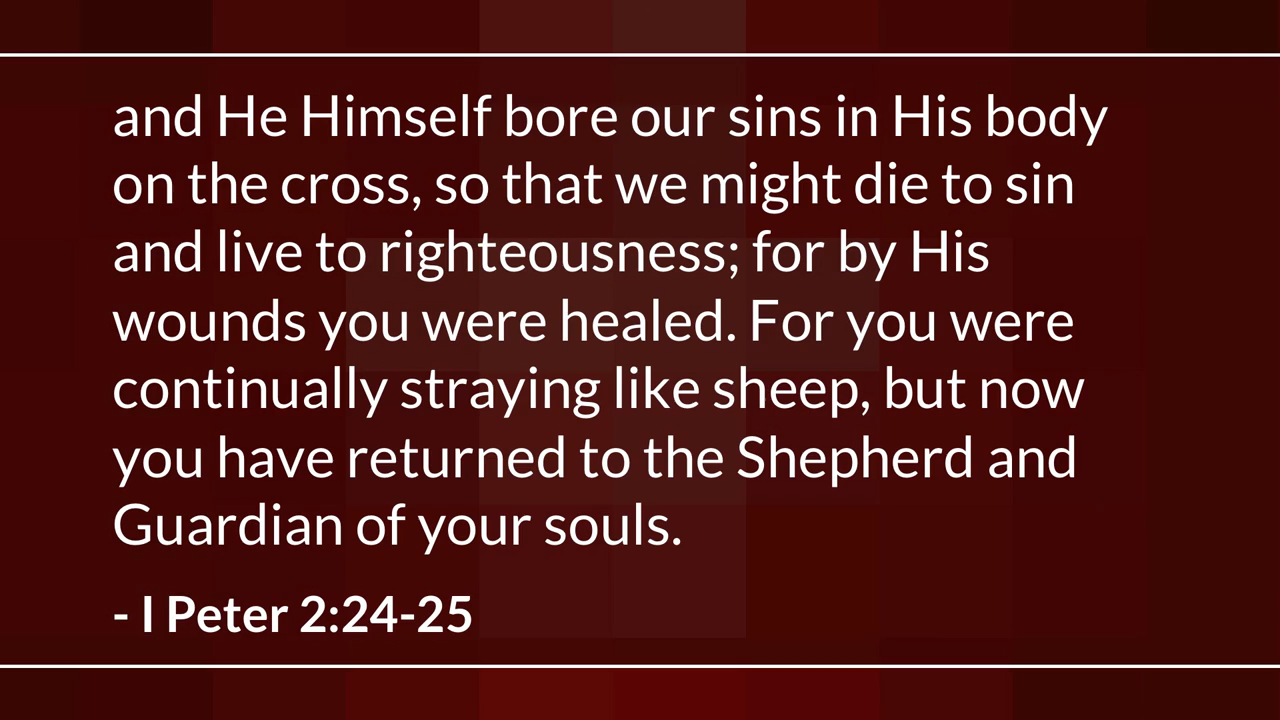 and He Himself bore our sins in His body
on the cross, so that we might die to sin
and live to righteousness; for by His
wounds you were healed. For you were
continually straying like sheep, but now
you have returned to the Shepherd and
Guardian of your souls.
- I Peter 2:24-25